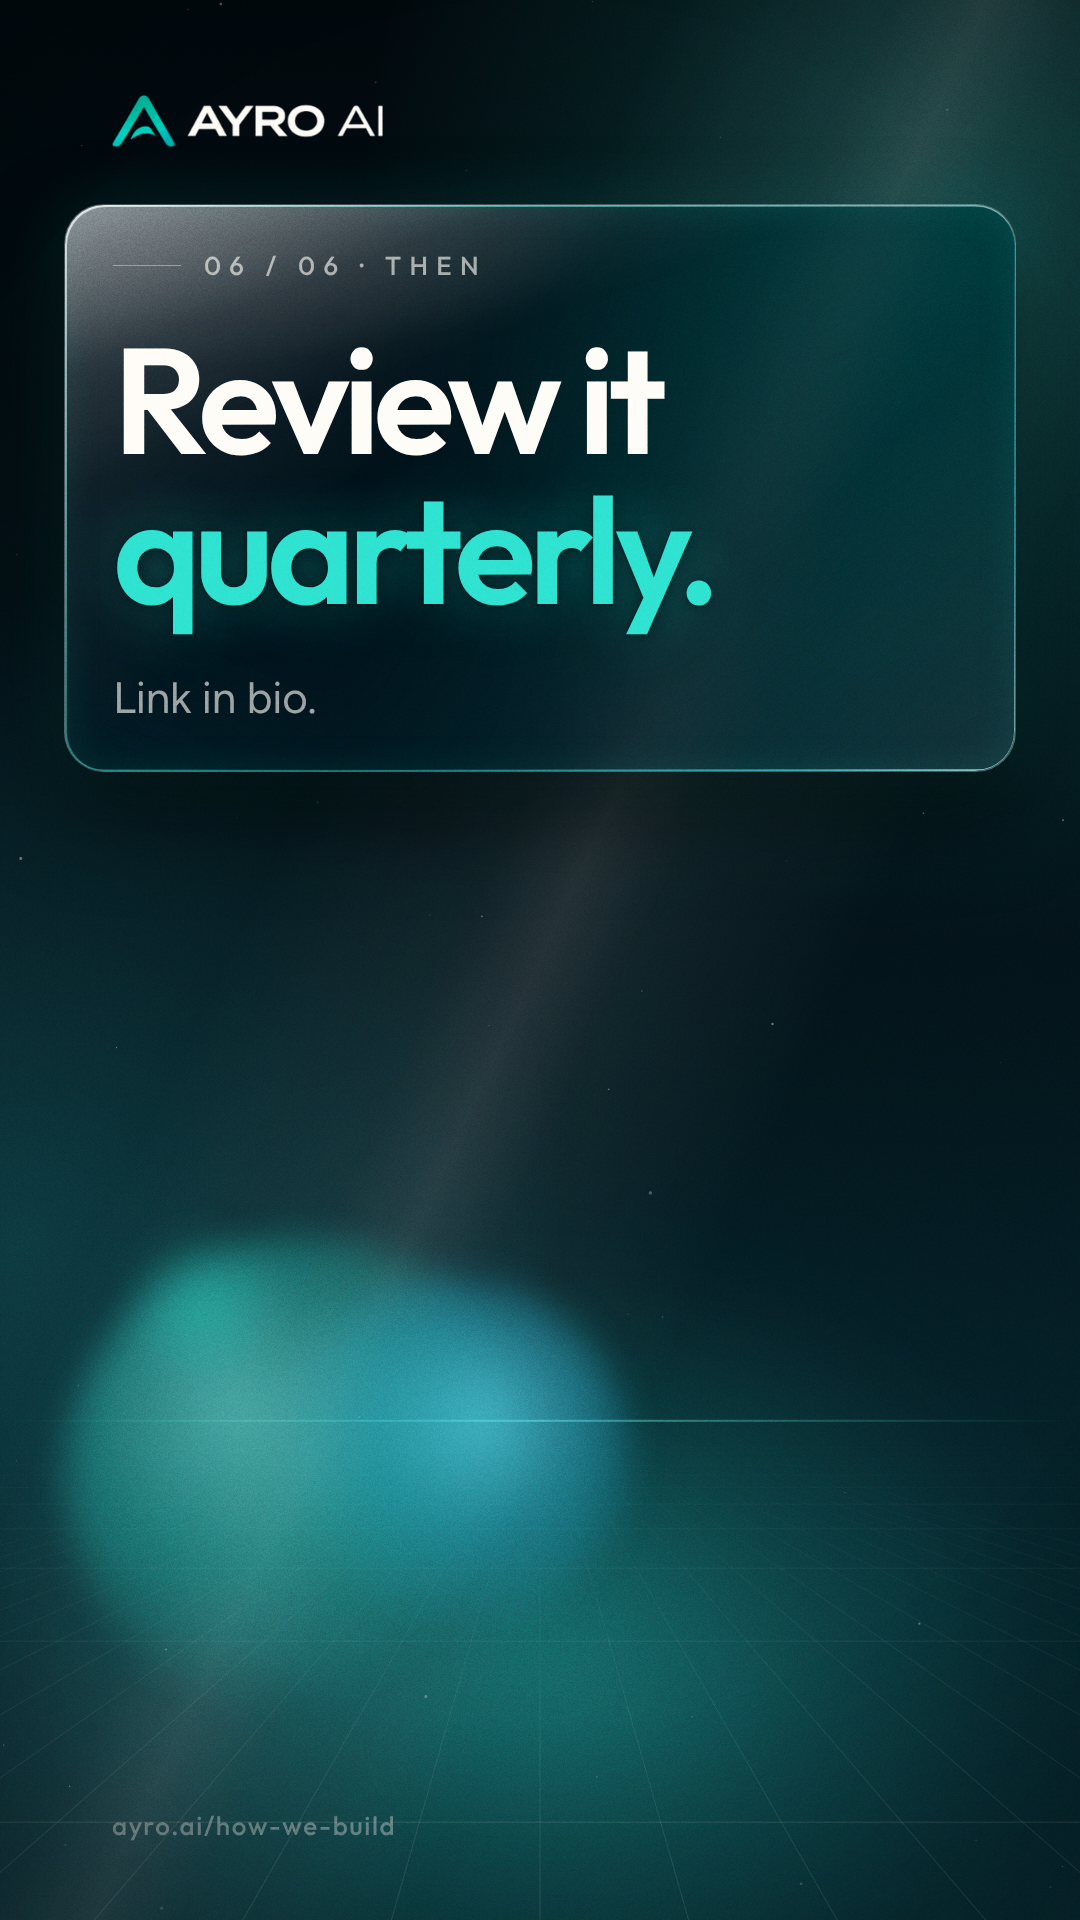 AYRO AI
06 / 06 · THEN
Review it
quarterly.
Link in bio.
ayro.ai/how-we-build